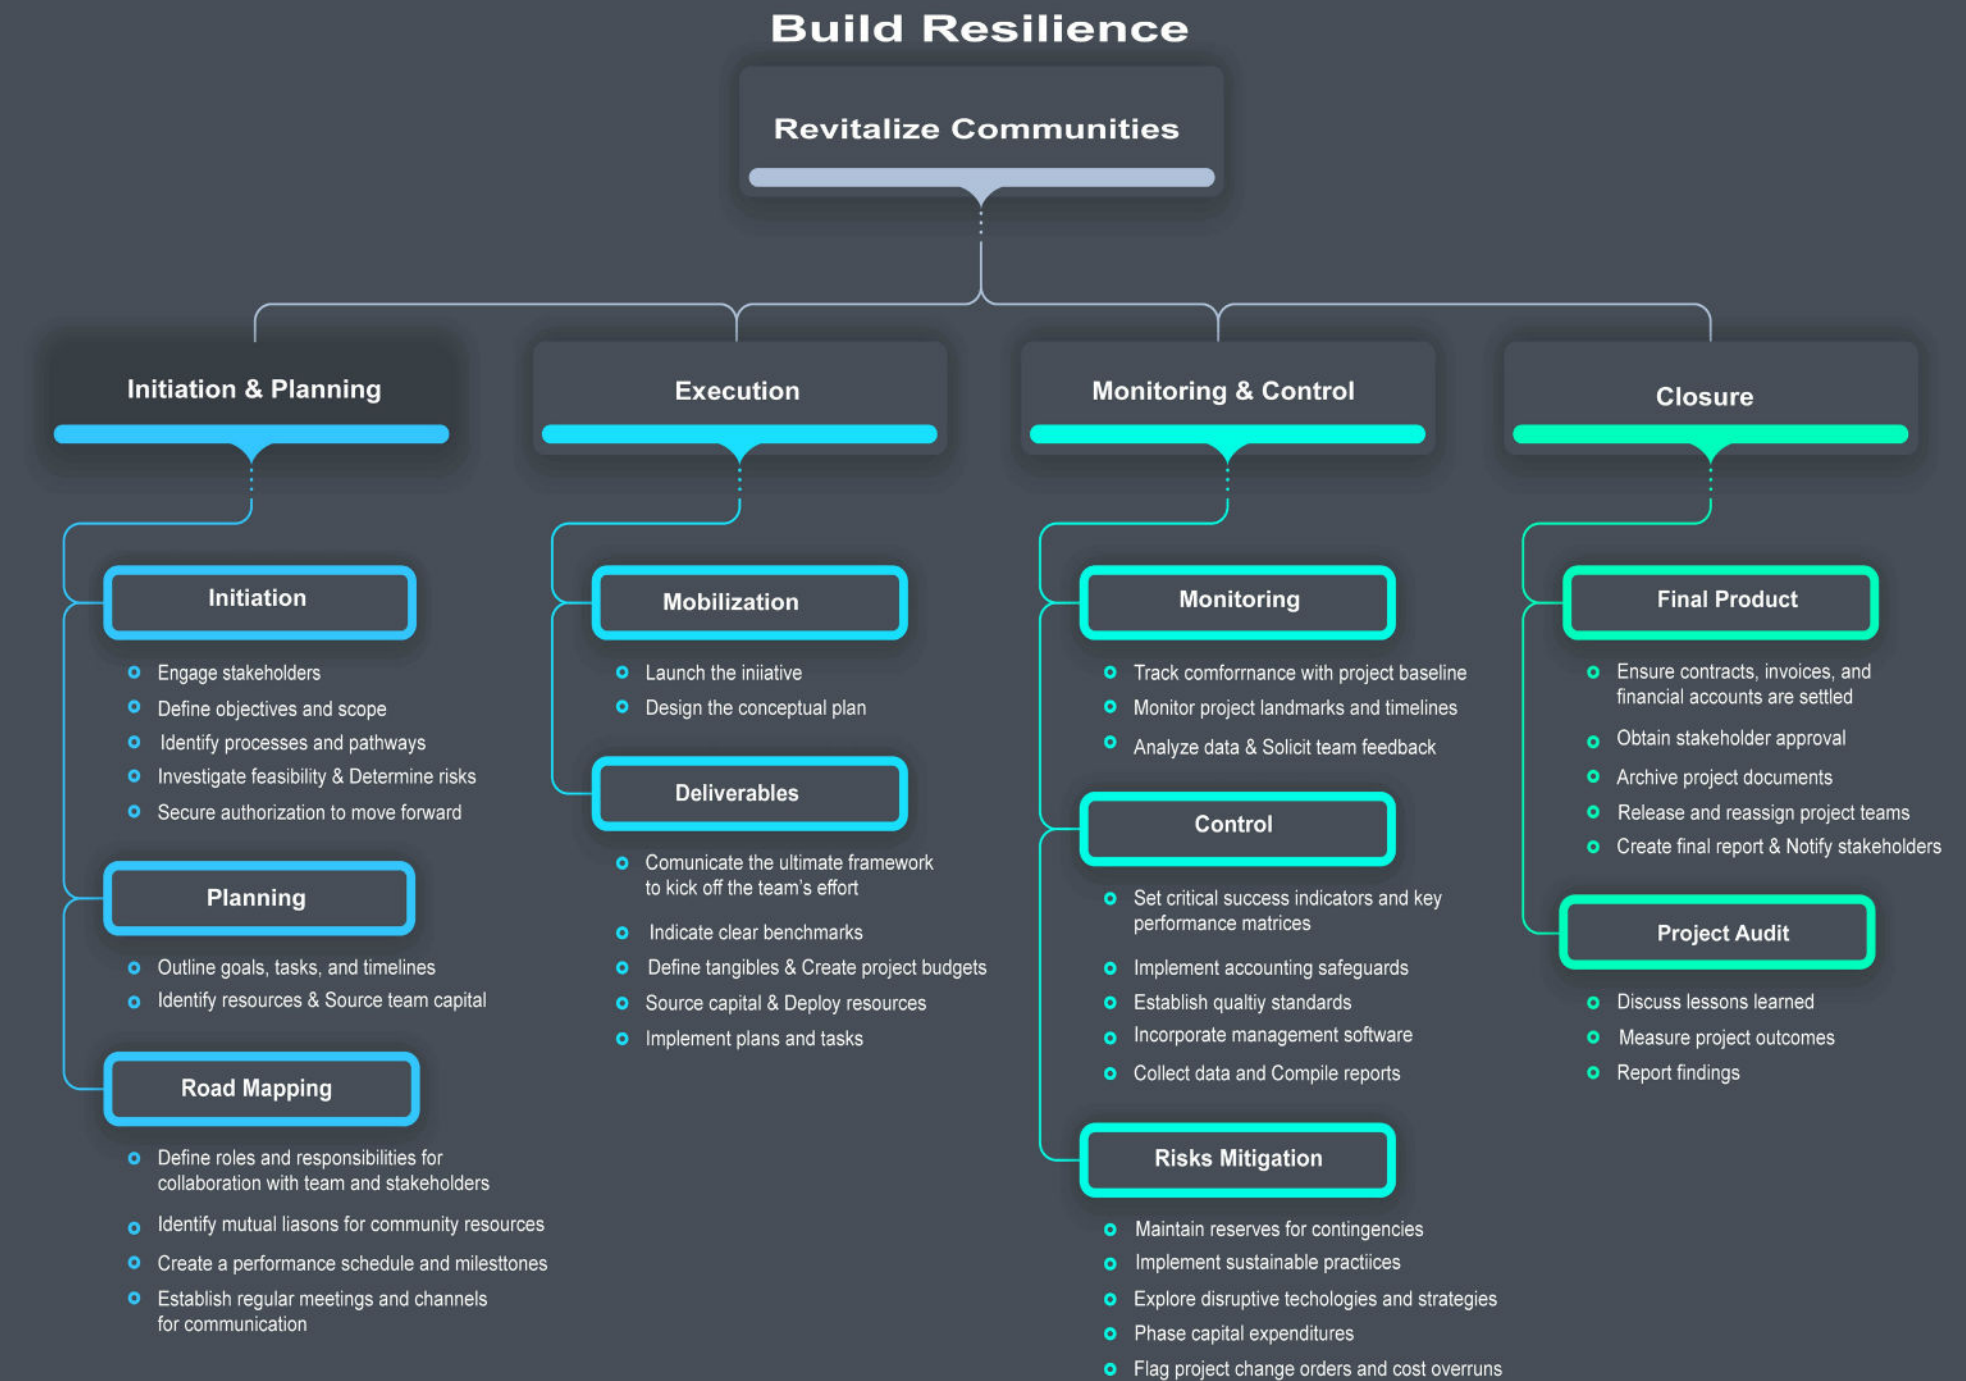 Build Resilience
Revitalize Communities
Initiation & Planning
Initiation
Engage stakeholders
Define objectives and scope
Identify processes and pathways
Investigate feasibility & Determine risks
Secure authorization to move forward
Planning
Outline goals, tasks, and timelines
Identify resources & Source team capital
Road Mapping
Define roles and responsibilities for
collaboration with team and stakeholders
Identify mutual liasons for community resources
Create a performance schedule and milesttones
Establish regular meetings and channels
for communication
Execution
Mobilization
Launch the iniiative
Design the conceptual plan
Deliverables
Comunicate the ultimate framework
to kick off the team's effort
Indicate clear benchmarks
Define tangibles & Create project budgets
Source capital & Deploy resources
Implement plans and tasks
Monitoring & Control
Monitoring
Track comforrnance with project baseline
Monitor project landmarks and timelines
Analyze data & Solicit team feedback
Control
Set critical success indicators and key
performance matrices
Implement accounting safeguards
Establish qualtiy standards
Incorporate management software
Collect data and Compile reports
Risks Mitigation
Maintain reserves for contingencies
Implement sustainable practiices
Explore disruptive techologies and strategies
Phase capital expenditures
Flag project change orders and cost overruns
Closure
Final Product
Ensure contracts, invoices, and
financial accounts are settled
Obtain stakeholder approval
Archive project documents
Release and reassign project teams
Create final report & Notify stakeholders
Project Audit
Discuss lessons learned
Measure project outcomes
Report findings